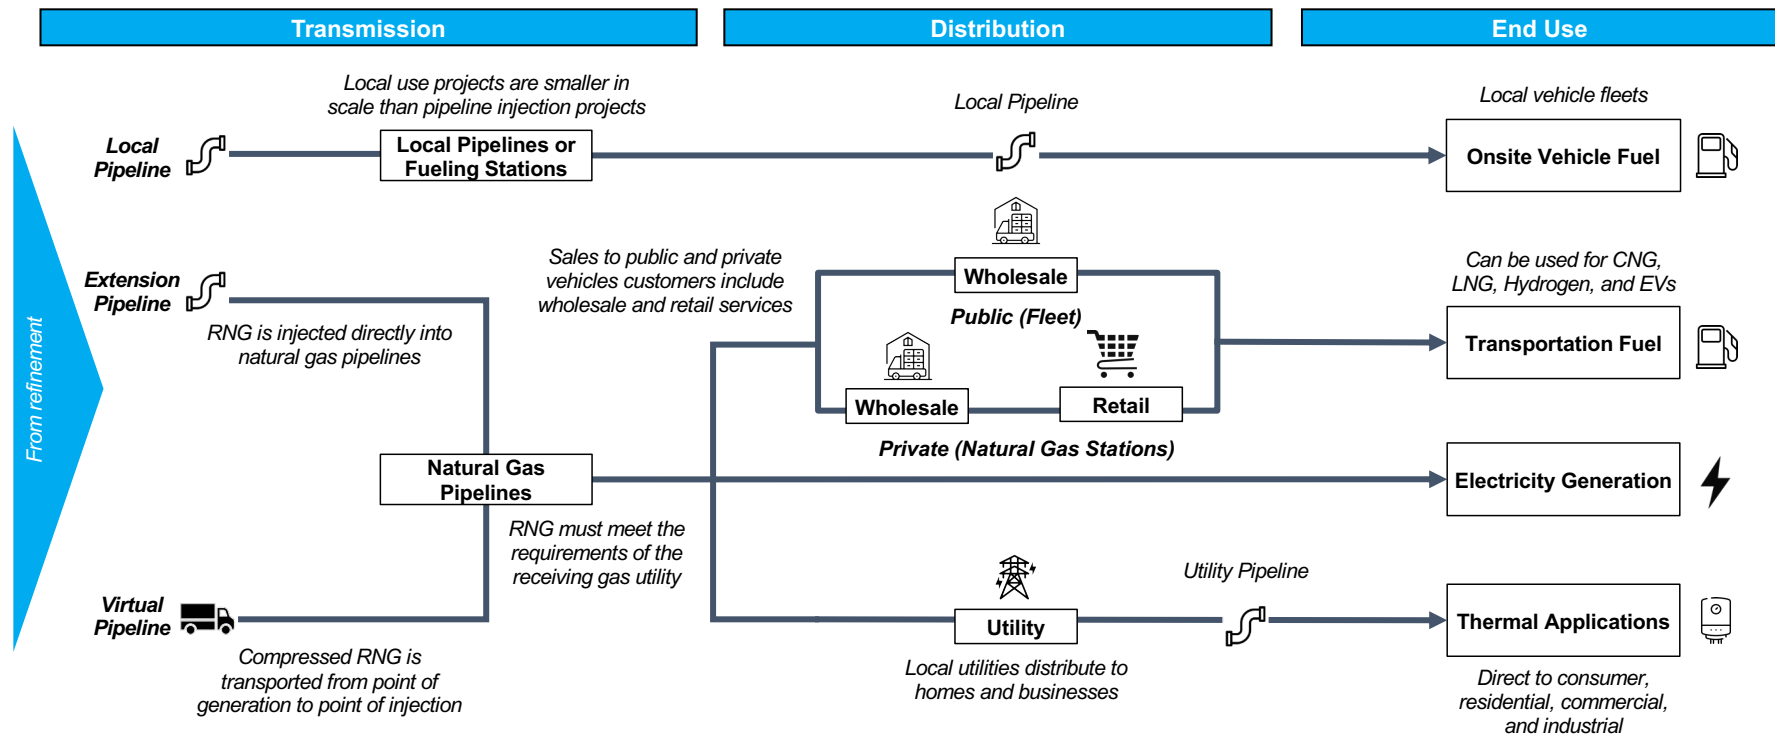 Transmission
Distribution
End Use
From refinement
Local use projects are smaller in
scale than pipeline injection projects
Local
Pipeline
Local Pipelines or
Fueling Stations
Local Pipeline
Local vehicle fleets
Onsite Vehicle Fuel
Extension
Pipeline
RNG is injected directly into
natural gas pipelines
Sales to public and private
vehicles customers include
wholesale and retail services
Wholesale
Public (Fleet)
Wholesale
Retail
Private (Natural Gas Stations)
Can be used for CNG,
LNG, Hydrogen, and EVs
Transportation Fuel
Natural Gas
Pipelines
RNG must meet the
requirements of the
receiving gas utility
Electricity Generation
Virtual
Pipeline
Compressed RNG is
transported from point of
generation to point of injection
Utility
Local utilities distribute to
homes and businesses
Utility Pipeline
Thermal Applications
Direct to consumer,
residential, commercial,
and industrial